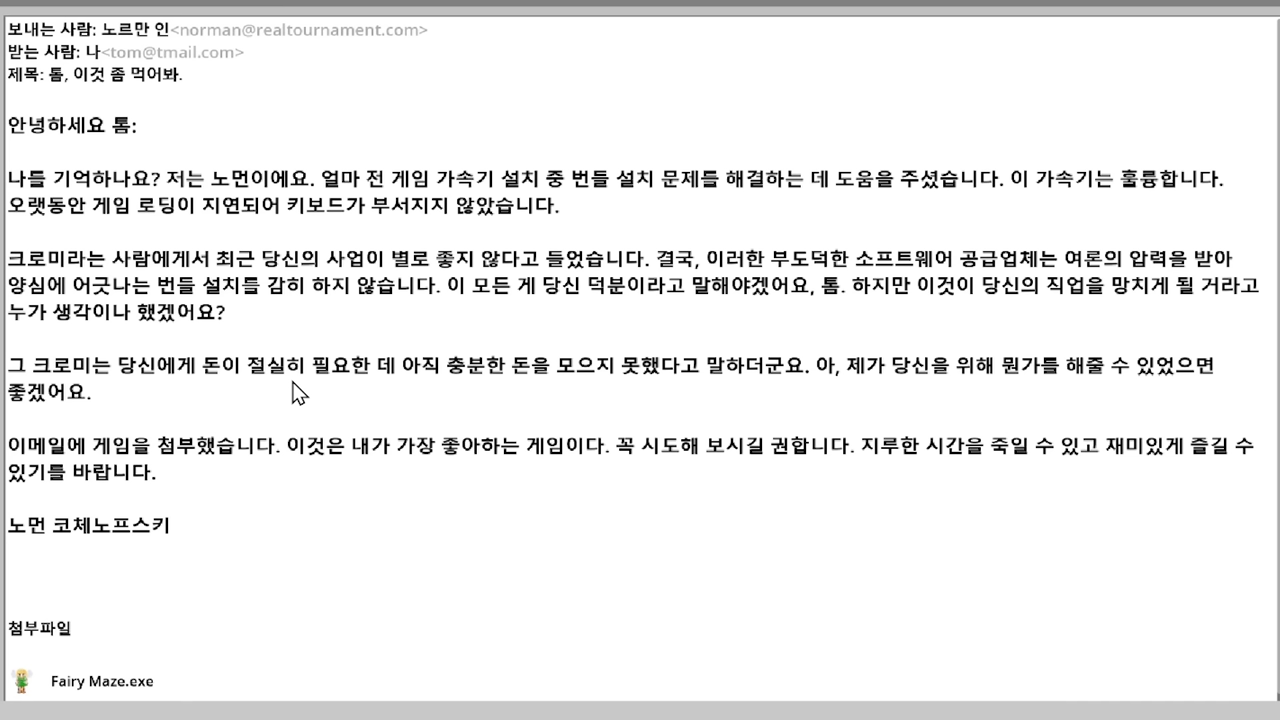 보내는 사람: 노르만 인<norman@realtournament.com>
받는 사람: 나<tom@tmail.com>
제목: 톰, 이것 좀 먹어봐.
안녕하세요 톰:
나를 기억하나요? 저는 노먼이에요. 얼마 전 게임 가속기 설치 중 번들 설치 문제를 해결하는 데 도움을 주셨습니다. 이 가속기는 훌륭합니다.
오랫동안 게임 로딩이 지연되어 키보드가 부서지지 않았습니다.
크로미라는 사람에게서 최근 당신의 사업이 별로 좋지 않다고 들었습니다. 결국, 이러한 부도덕한 소프트웨어 공급업체는 여론의 압력을 받아
양심에 어긋나는 번들 설치를 감히 하지 않습니다. 이 모든 게 당신 덕분이라고 말해야겠어요, 톰. 하지만 이것이 당신의 직업을 망치게 될 거라고
누가 생각이나 했겠어요?
그 크로미는 당신에게 돈이 절실히 필요한 데 아직 충분한 돈을 모으지 못했다고 말하더군요. 아, 제가 당신을 위해 뭔가를 해줄 수 있었으면
좋겠어요.
이메일에 게임을 첨부했습니다. 이것은 내가 가장 좋아하는 게임이다. 꼭 시도해 보시길 권합니다. 지루한 시간을 죽일 수 있고 재미있게 즐길 수
있기를 바랍니다.
노먼 코체노프스키
첨부파일
Fairy Maze.exe